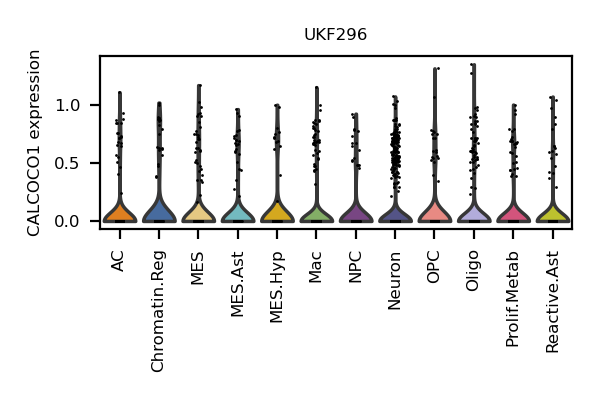 UKF296
CALCOCO1 expression
1.0
0.5
0.0
AC
Chromatin.Reg
MES
MES.Ast
MES.Hyp
Mac
NPC
Neuron
OPC
Oligo
Prolif.Metab
Reactive.Ast